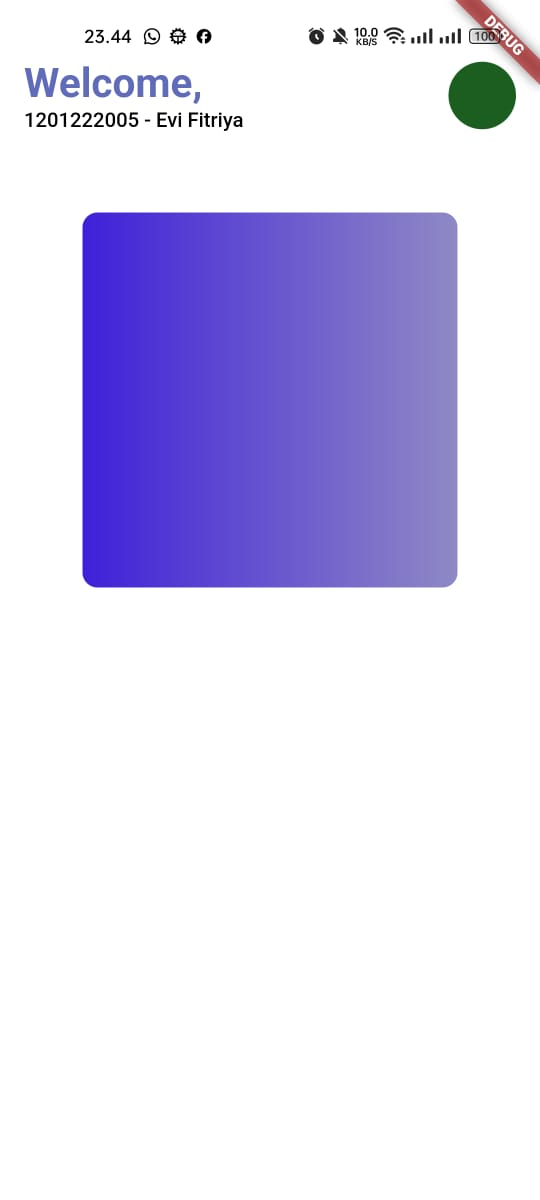 23.44
10.0
KB/S
100
DEBUG
Welcome,
1201222005 - Evi Fitriya